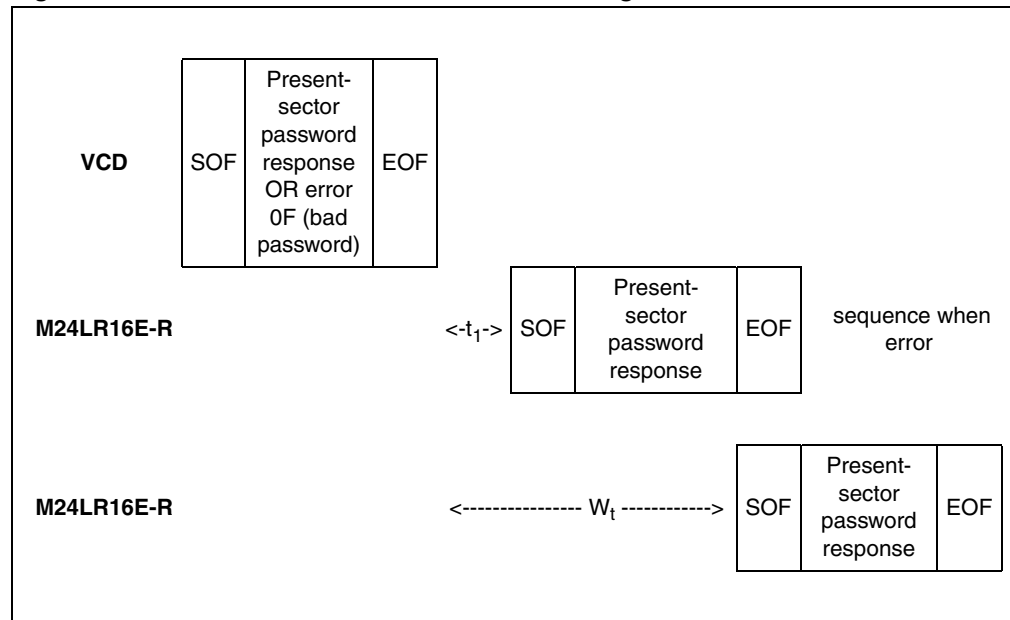 Present-
sector
password
VCD SOF response EOF
OR error
0F (bad
password)
Present-
M24LR16E-R <-t1-> SOF sector EOF sequence when
password error
response
Present-
M24LR16E-R <---------------- Wt ------------> SOF sector EOF
password
response